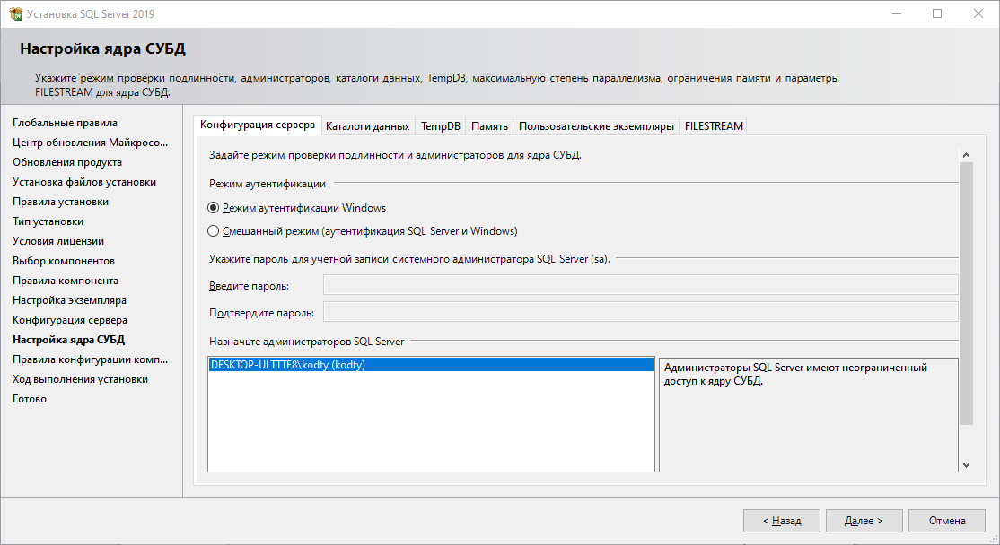 Установка SQL Server 2019
Настройка ядра СУБД
Укажите режим проверки подлинности, администраторов, каталоги данных, TempDB, максимальную степень параллелизма, ограничения памяти и параметры
FILESTREAM для ядра СУБД.
Глобальные правила
Центр обновления Майкросо...
Обновления продукта
Установка файлов установки
Правила установки
Тип установки
Условия лицензии
Выбор компонентов
Правила компонента
Настройка экземпляра
Конфигурация сервера
Настройка ядра СУБД
Правила конфигурации комп...
Ход выполнения установки
Готово
Конфигурация сервера Каталоги данных TempDB Память Пользовательские экземпляры FILESTREAM
Задайте режим проверки подлинности и администраторов для ядра СУБД.
Режим аутентификации
Режим аутентификации Windows
Смешанный режим (аутентификация SQL Server и Windows)
Укажите пароль для учетной записи системного администратора SQL Server (sa).
Введите пароль:
Подтвердите пароль:
Назначьте администраторов SQL Server
DESKTOP-ULTTTE8\kodty (kodty)
Администраторы SQL Server имеют неограниченный
доступ к ядру СУБД.
< Назад Далее > Отмена